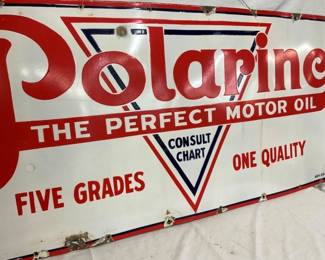 Polarine
THE PERFECT MOTOR OIL
CONSULT
CHART
FIVE GRADES
ONE QUALITY